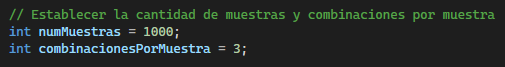 // Establecer la cantidad de muestras y combinaciones por muestra
int numMuestras = 1000;
int combinacionesPorMuestra = 3;